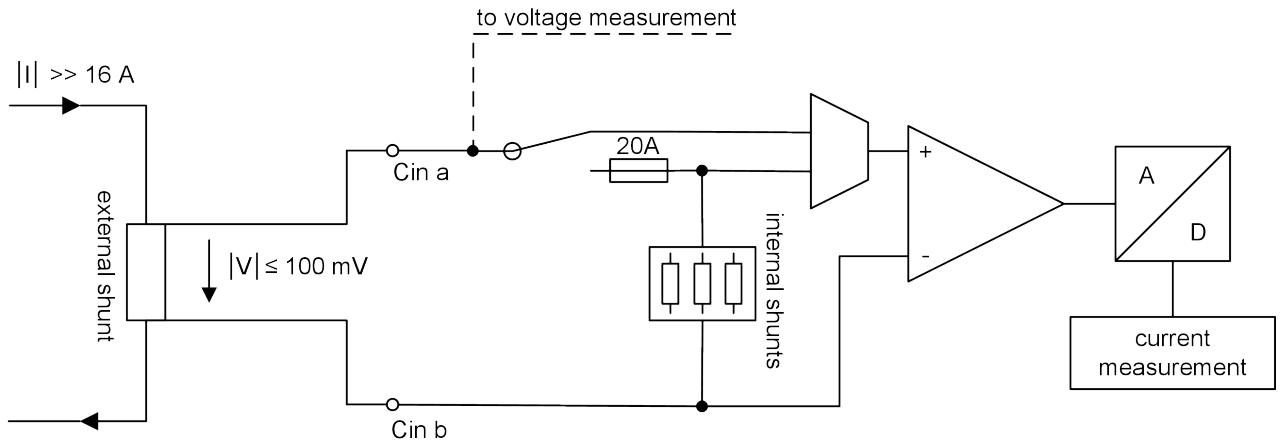 to voltage measurement
|I| >> 16 A
Cin a
20A
+
-
A
D
external shunt
|V| ≤ 100 mV
internal shunts
current
measurement
Cin b